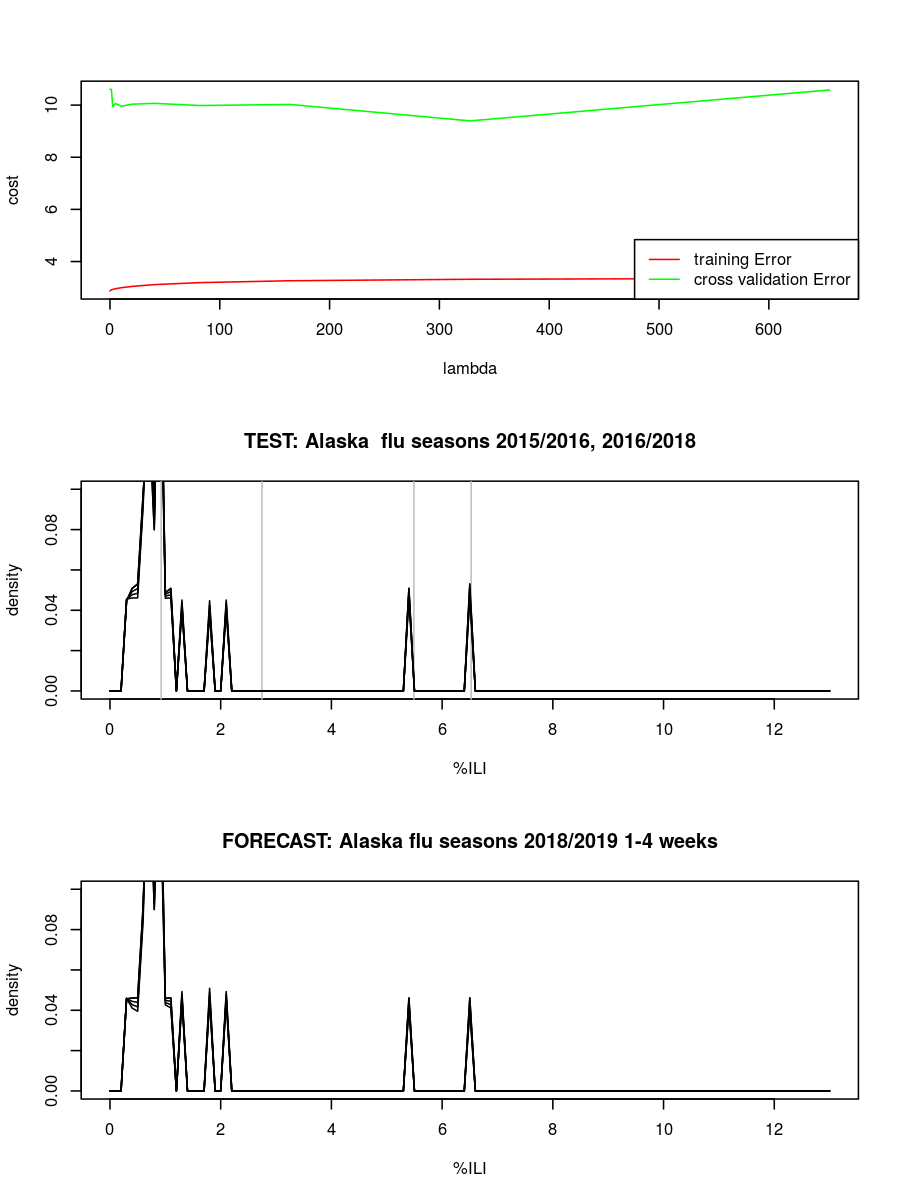 cost
10
8
6
4
training Error
cross validation Error
0 100 200 300 400 500 600
lambda
TEST: Alaska  flu seasons 2015/2016, 2016/2018
density
0.08
0.04
0.00
0 2 4 6 8 10 12
%ILI
FORECAST: Alaska flu seasons 2018/2019 1-4 weeks
density
0.08
0.04
0.00
0 2 4 6 8 10 12
%ILI